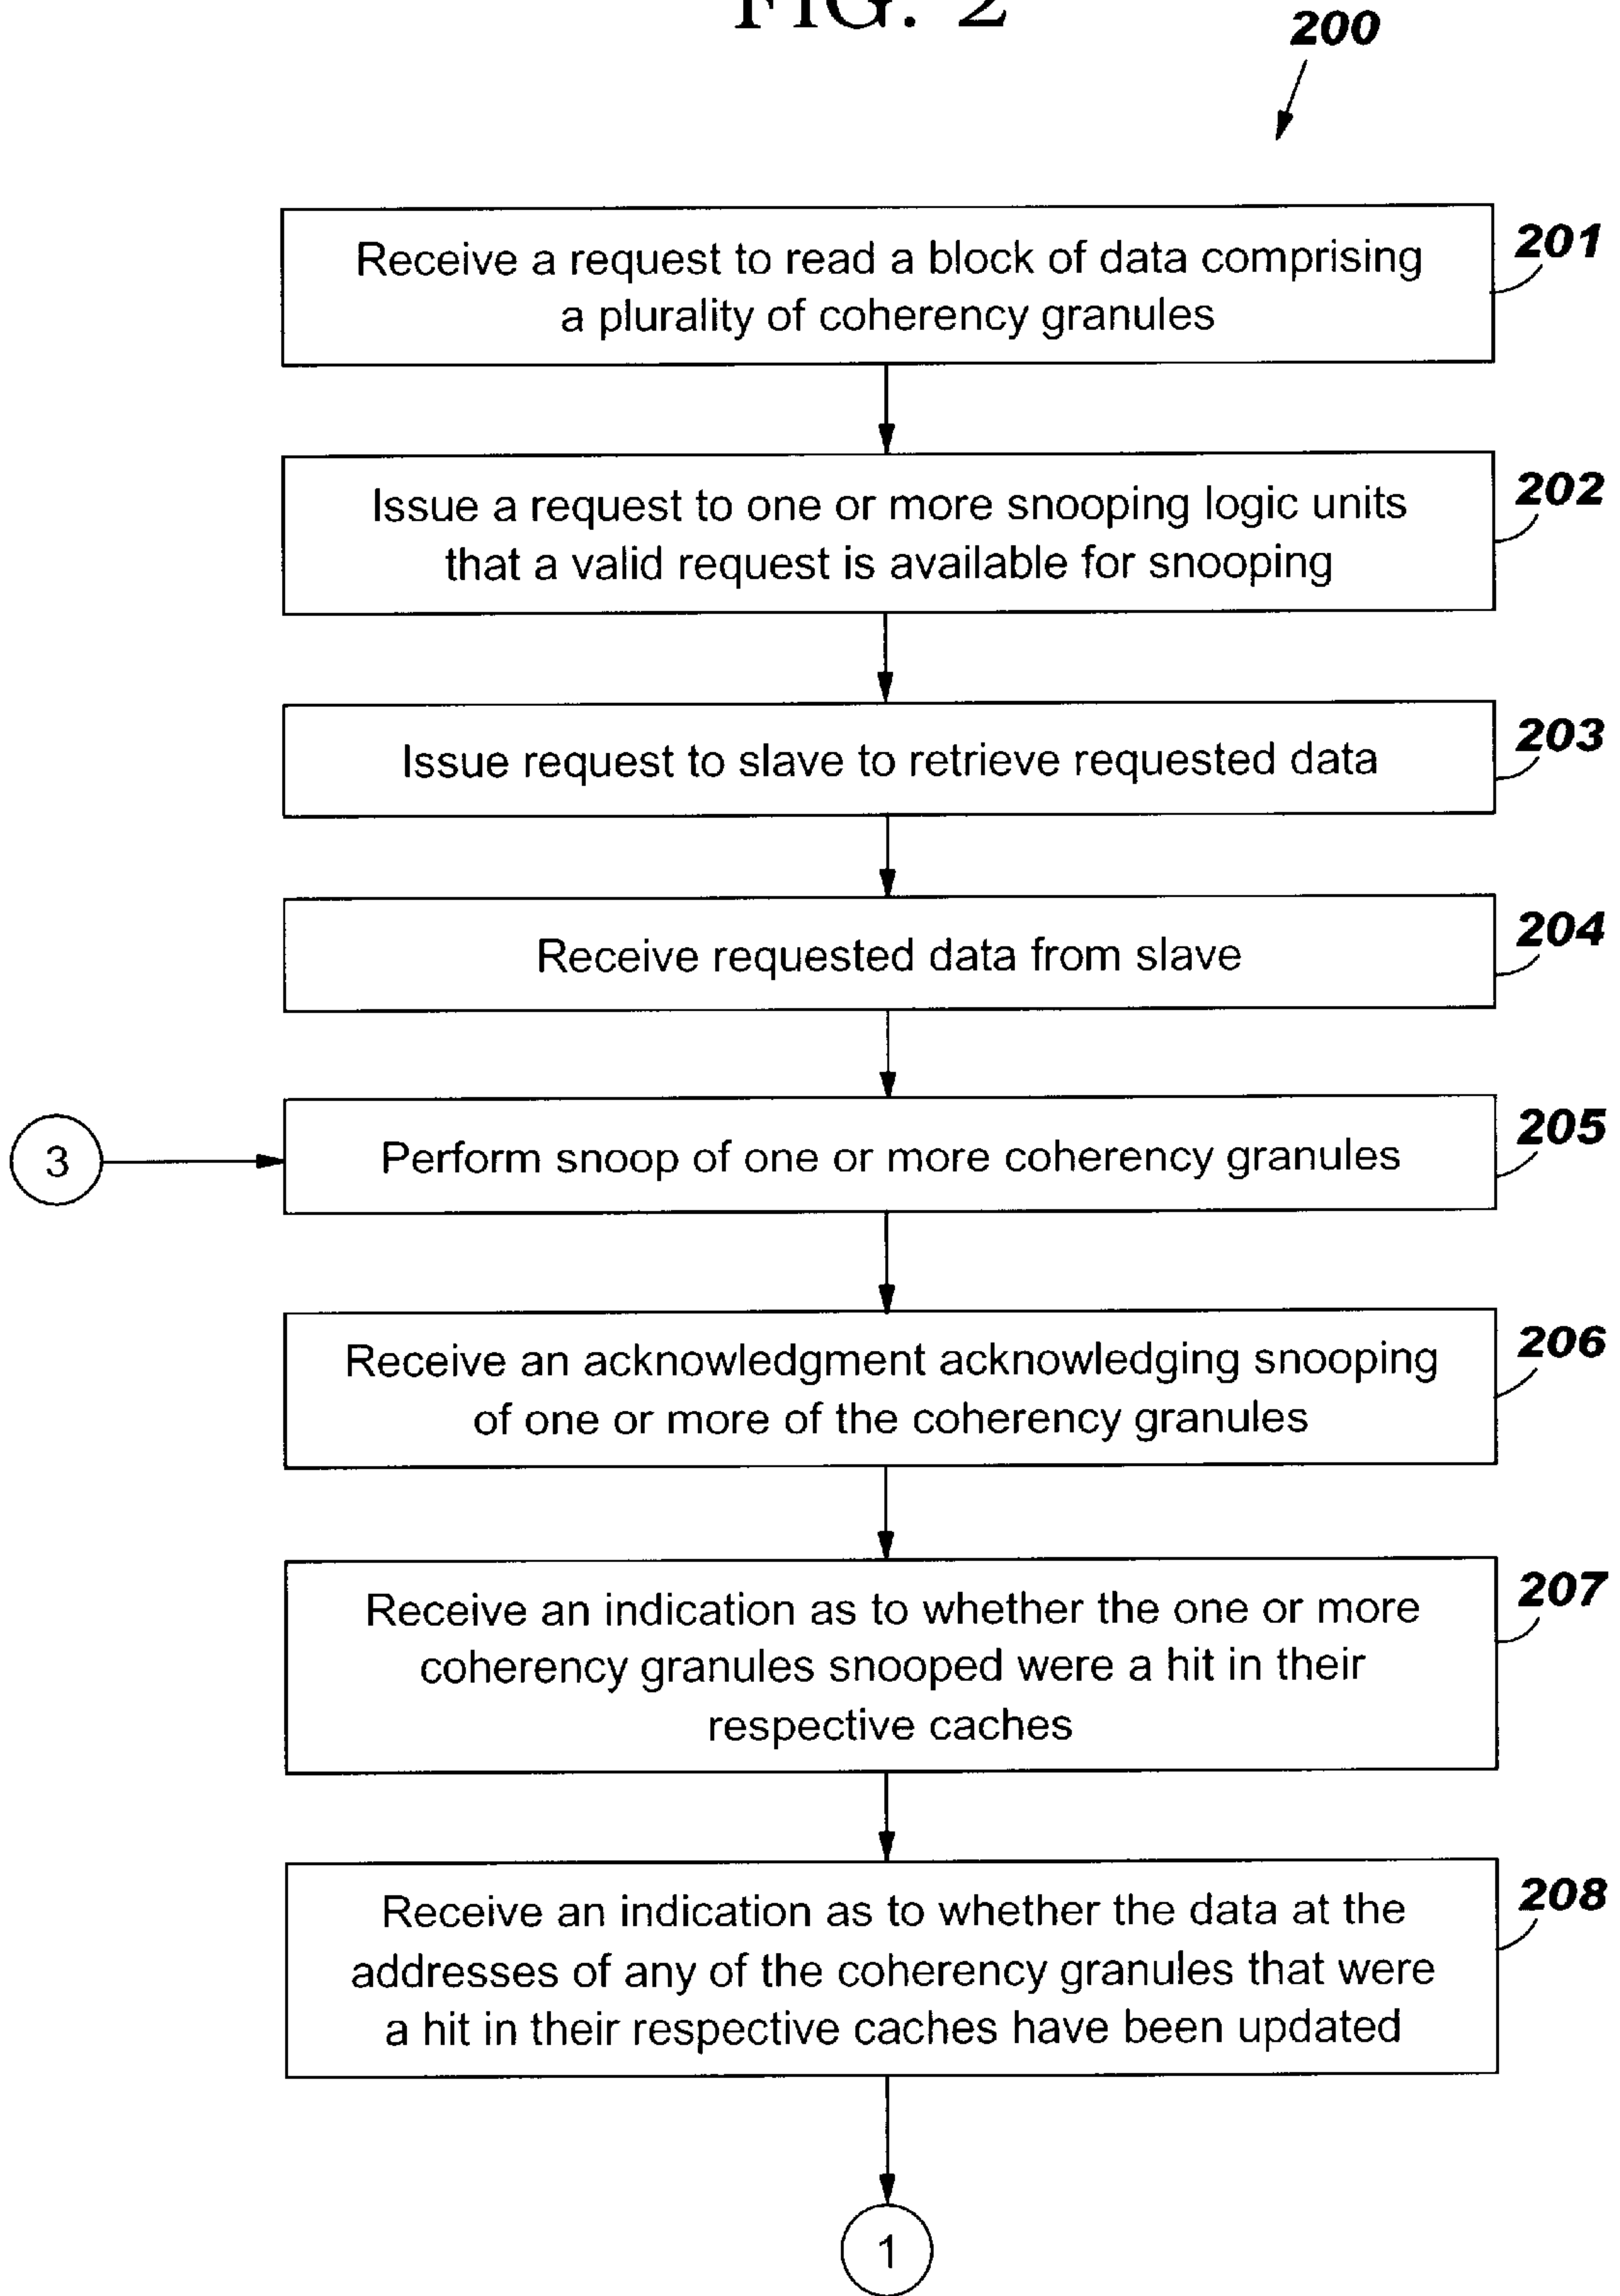 FIG. 2
200
Receive a request to read a block of data comprising
a plurality of coherency granules
201
Issue a request to one or more snooping logic units
that a valid request is available for snooping
202
Issue request to slave to retrieve requested data
203
Receive requested data from slave
204
3
Perform snoop of one or more coherency granules
205
Receive an acknowledgment acknowledging snooping
of one or more of the coherency granules
206
Receive an indication as to whether the one or more
coherency granules snooped were a hit in their
respective caches
207
Receive an indication as to whether the data at the
addresses of any of the coherency granules that were
a hit in their respective caches have been updated
208
1